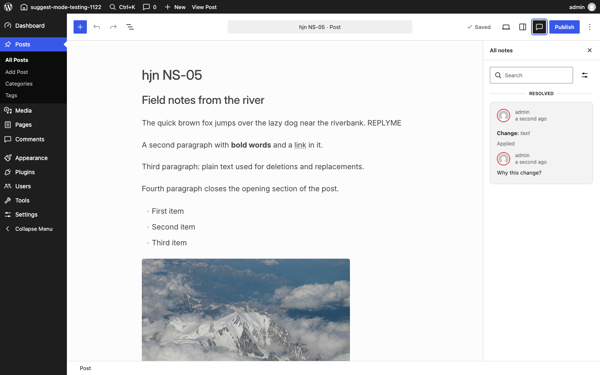 suggest-mode-testing-1122
Ctrl+K
0
New
View Post
admin
Dashboard
Posts
All Posts
Add Post
Categories
Tags
Media
Pages
Comments
Appearance
Plugins
Users
Tools
Settings
Collapse Menu
hjn NS-05 · Post
Saved
Publish
hjn NS-05
Field notes from the river
The quick brown fox jumps over the lazy dog near the riverbank. REPLYME
A second paragraph with bold words and a link in it.
Third paragraph: plain text used for deletions and replacements.
Fourth paragraph closes the opening section of the post.
First item
Second item
Third item
All notes
Search
RESOLVED
admin
a second ago
Change: text
Applied
admin
a second ago
Why this change?
Post